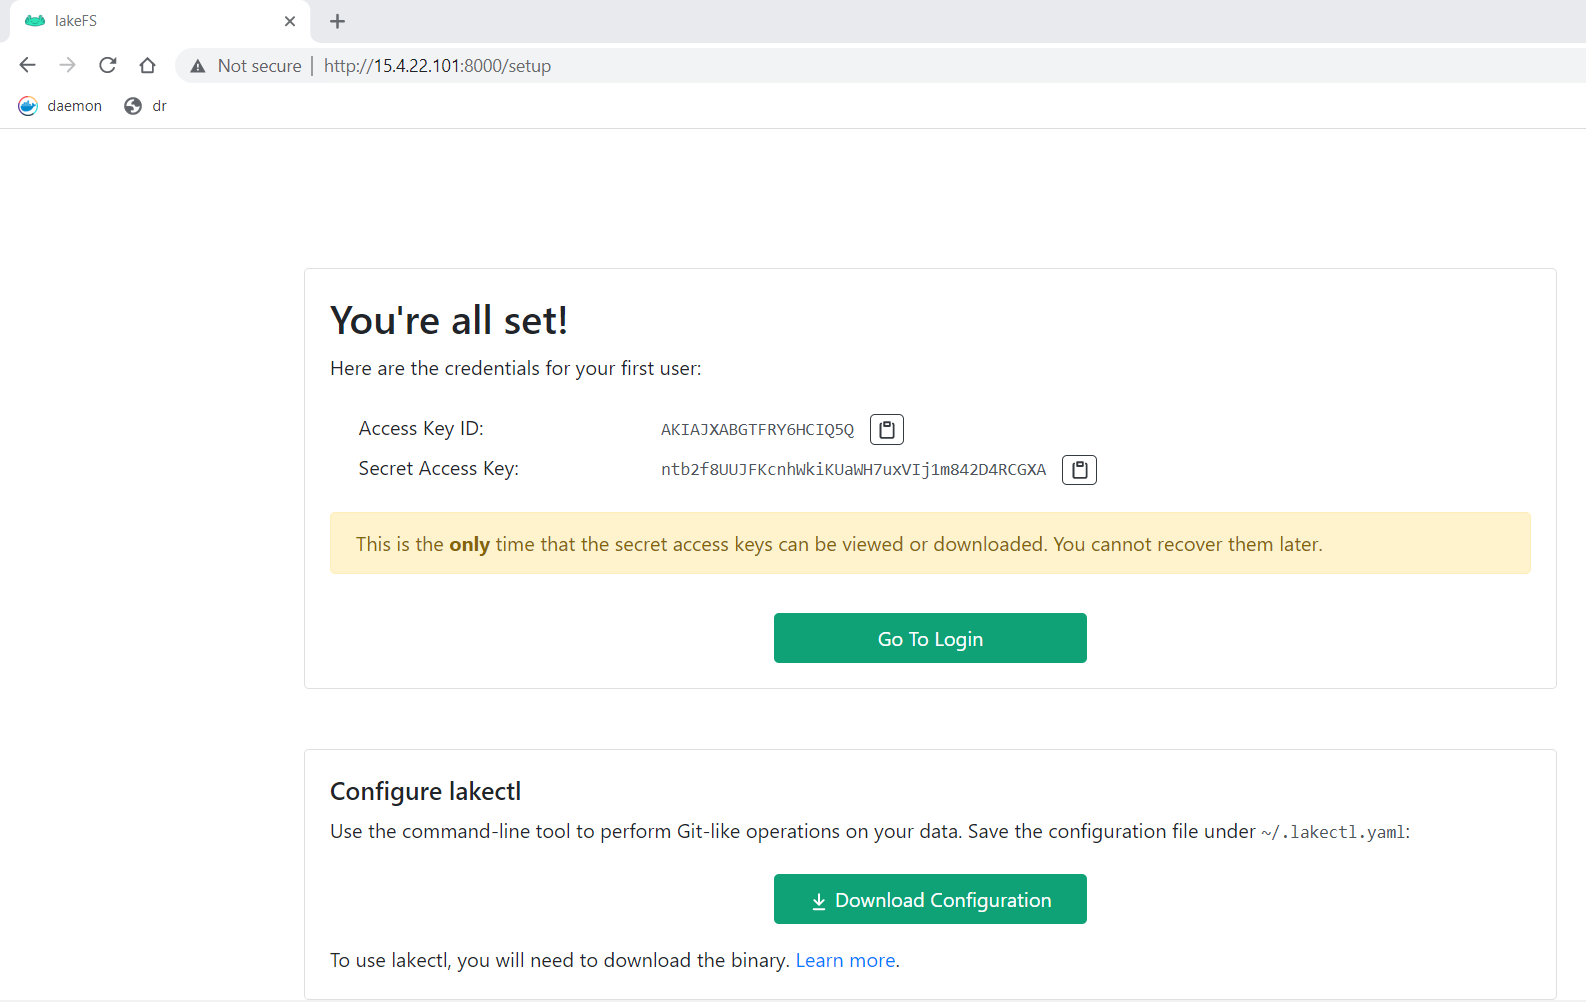 lakeFS
Not secure | http://15.4.22.101:8000/setup
daemon dr
You're all set!
Here are the credentials for your first user:
Access Key ID: AKIAJXABGTFRY6HCIQ5Q
Secret Access Key: ntb2f8UUJFKcnhWkiKUaWH7uxVIj1m842D4RCGXA
This is the only time that the secret access keys can be viewed or downloaded. You cannot recover them later.
Go To Login
Configure lakectl
Use the command-line tool to perform Git-like operations on your data. Save the configuration file under ~/.lakectl.yaml:
Download Configuration
To use lakectl, you will need to download the binary. Learn more.